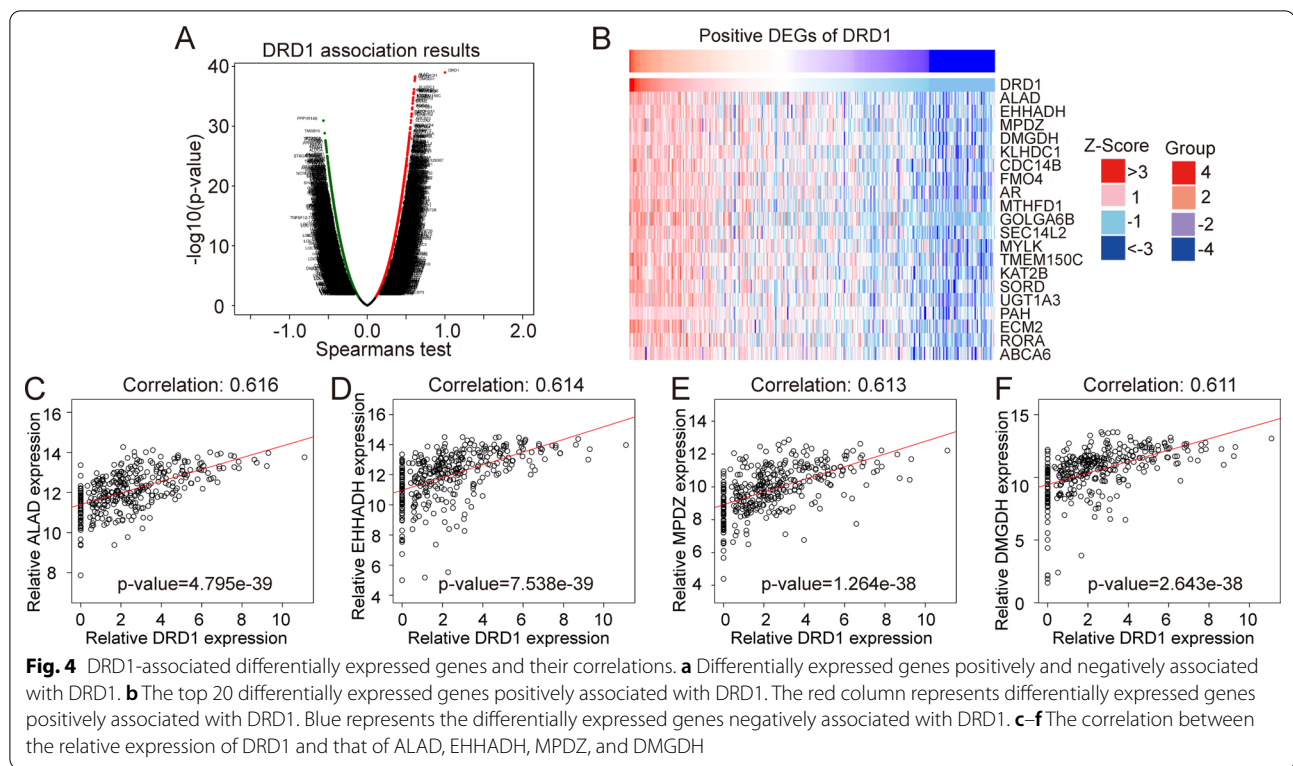 A
DRD1 association results
-log10(p-value)
40
30
20
10
0
DRD1
PPP1R14B
-1.0
0.0
1.0
2.0
Spearmans test
B
Positive DEGs of DRD1
DRD1
ALAD
EHHADH
MPDZ
DMGDH
KLHDC1
CDC14B
FMO4
AR
MTHFD1
GOLGA6B
SEC14L2
MYLK
TMEM150C
KAT2B
SORD
UGT1A3
PAH
ECM2
RORA
ABCA6
Z-Score
>3
1
-1
<-3
Group
4
2
-2
-4
C
Correlation: 0.616
Relative ALAD expression
16
14
12
10
8
p-value=4.795e-39
0 2 4 6 8 10
Relative DRD1 expression
D
Correlation: 0.614
Relative EHHADH expression
16
14
12
10
8
6
4
p-value=7.538e-39
0 2 4 6 8 10
Relative DRD1 expression
E
Correlation: 0.613
Relative MPDZ expression
14
12
10
8
6
4
p-value=1.264e-38
0 2 4 6 8 10
Relative DRD1 expression
F
Correlation: 0.611
Relative DMGDH expression
15
10
5
0
p-value=2.643e-38
0 2 4 6 8 10
Relative DRD1 expression
Fig. 4 DRD1-associated differentially expressed genes and their correlations. a Differentially expressed genes positively and negatively associated
with DRD1. b The top 20 differentially expressed genes positively associated with DRD1. The red column represents differentially expressed genes
positively associated with DRD1. Blue represents the differentially expressed genes negatively associated with DRD1. c–f The correlation between
the relative expression of DRD1 and that of ALAD, EHHADH, MPDZ, and DMGDH